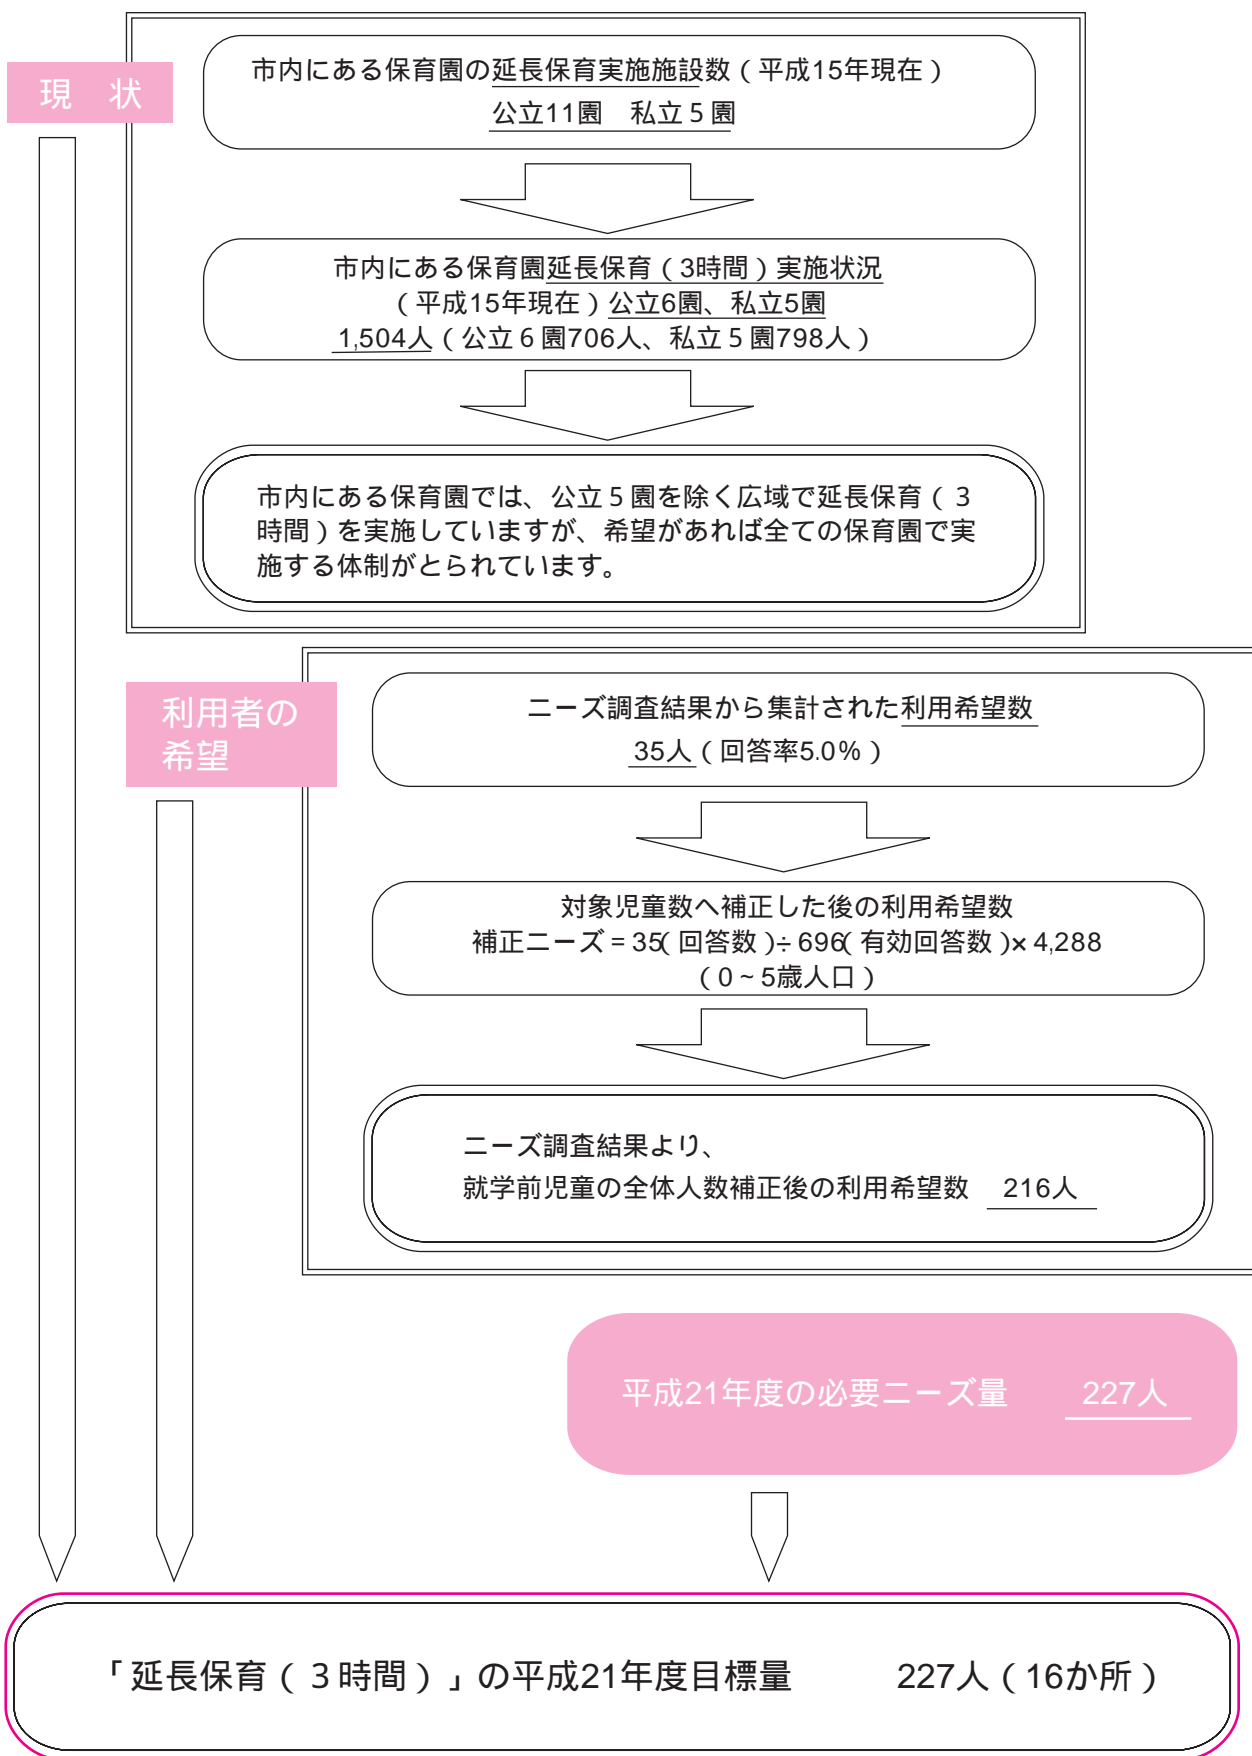 現　状
市内にある保育園の延長保育実施施設数（平成15年現在）
公立11園　私立５園
市内にある保育園延長保育（3時間）実施状況
（平成15年現在）公立6園、私立5園
1,504人（公立６園706人、私立５園798人）
市内にある保育園では、公立５園を除く広域で延長保育（３
時間）を実施していますが、希望があれば全ての保育園で実
施する体制がとられています。
利用者の
希望
ニーズ調査結果から集計された利用希望数
35人（回答率5.0％）
対象児童数へ補正した後の利用希望数
補正ニーズ＝35（回答数）÷696（有効回答数）×4,288
（0～5歳人口）
ニーズ調査結果より、
就学前児童の全体人数補正後の利用希望数　216人
平成21年度の必要ニーズ量　227人
「延長保育（３時間）」の平成21年度目標量　227人（16か所）